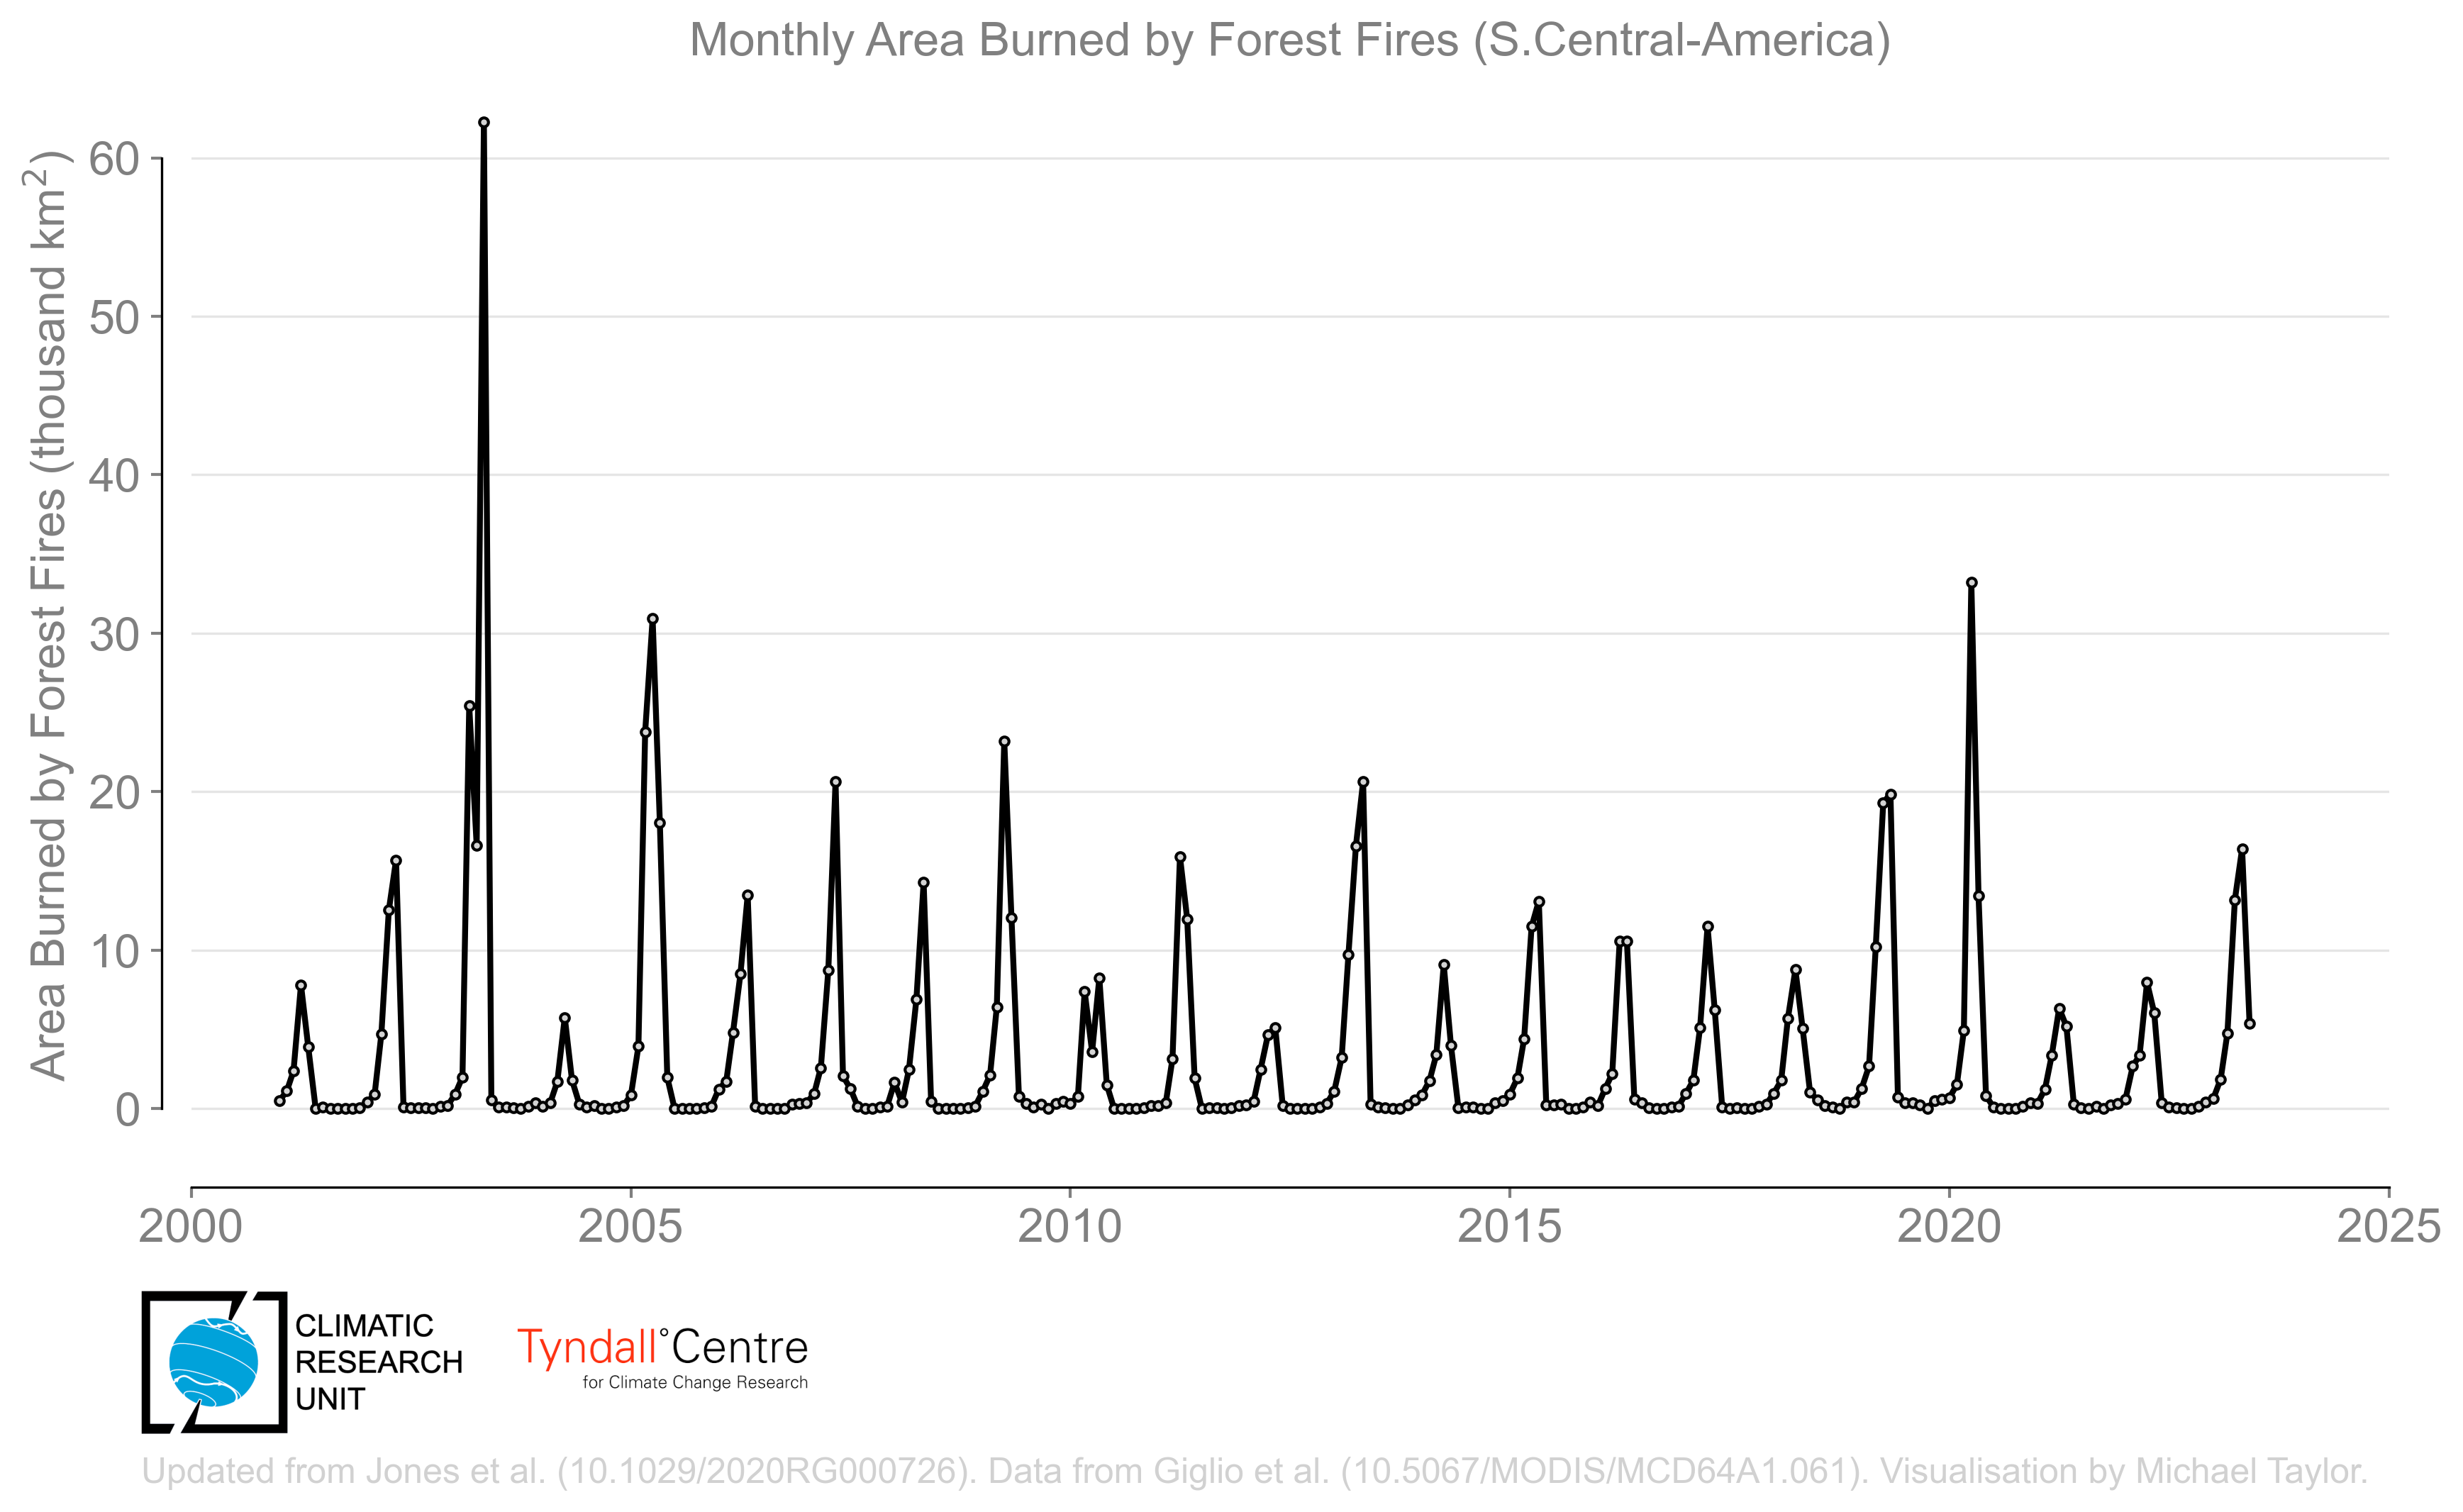 Monthly Area Burned by Forest Fires (S.Central-America)
Area Burned by Forest Fires (thousand km²)
60
50
40
30
20
10
0
2000 2005 2010 2015 2020 2025
CLIMATIC
RESEARCH
UNIT
Tyndall°Centre
for Climate Change Research
Updated from Jones et al. (10.1029/2020RG000726). Data from Giglio et al. (10.5067/MODIS/MCD64A1.061). Visualisation by Michael Taylor.